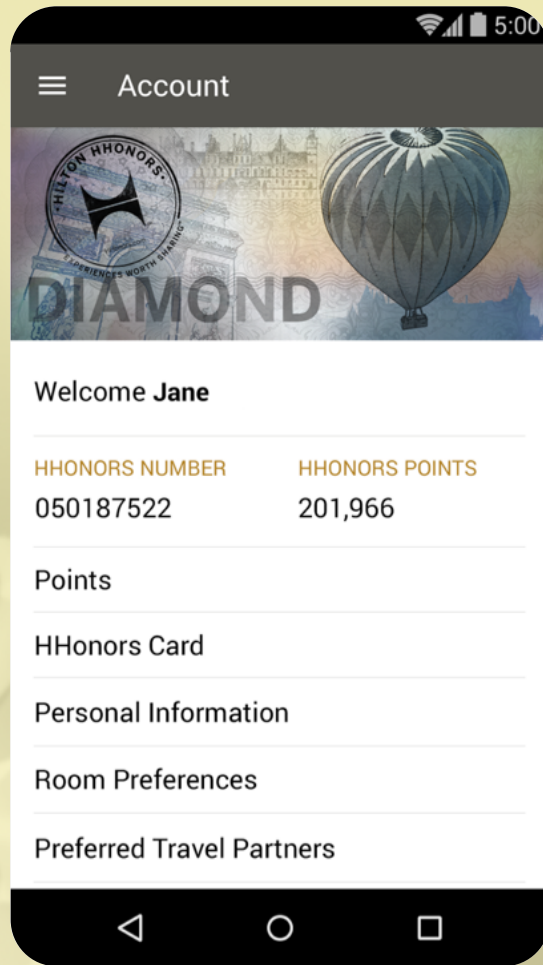 5:00
Account
HILTON HHONORS
EXPERIENCES WORTH SHARING
DIAMOND
Welcome Jane
HHONORS NUMBER HHONORS POINTS
050187522 201,966
Points
HHonors Card
Personal Information
Room Preferences
Preferred Travel Partners